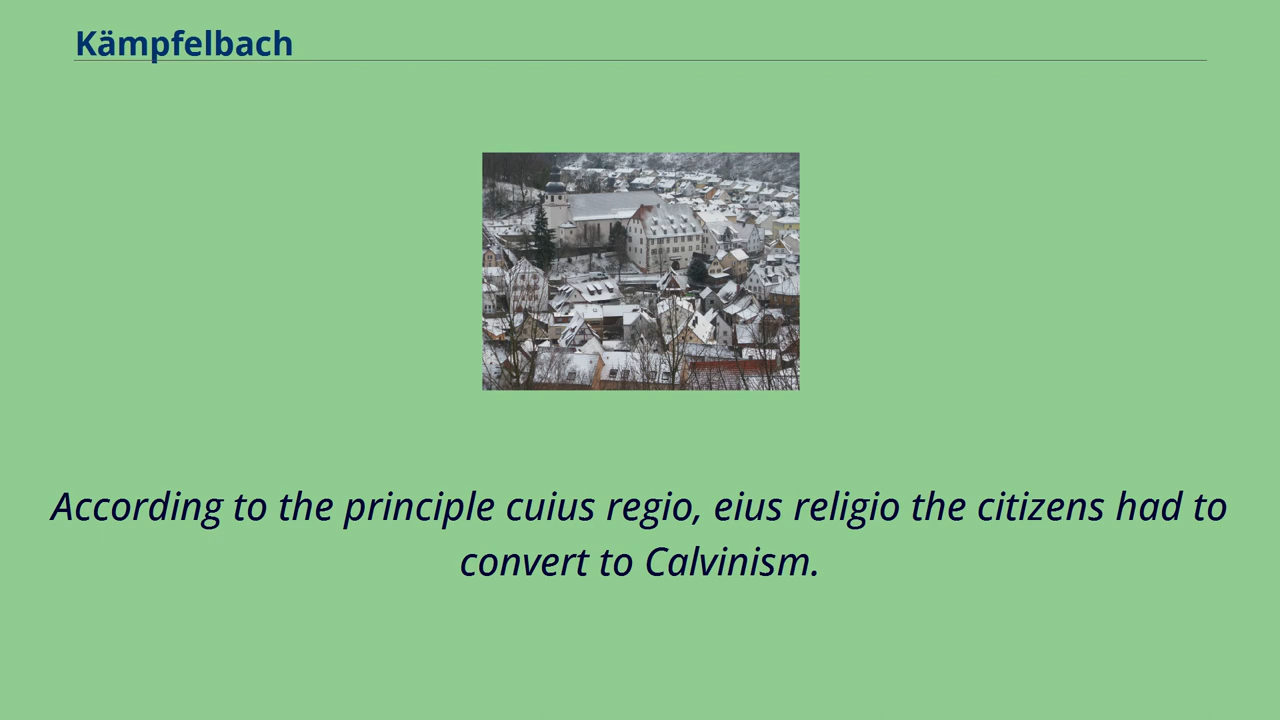 Kämpfelbach
According to the principle cuius regio, eius religio the citizens had to
convert to Calvinism.